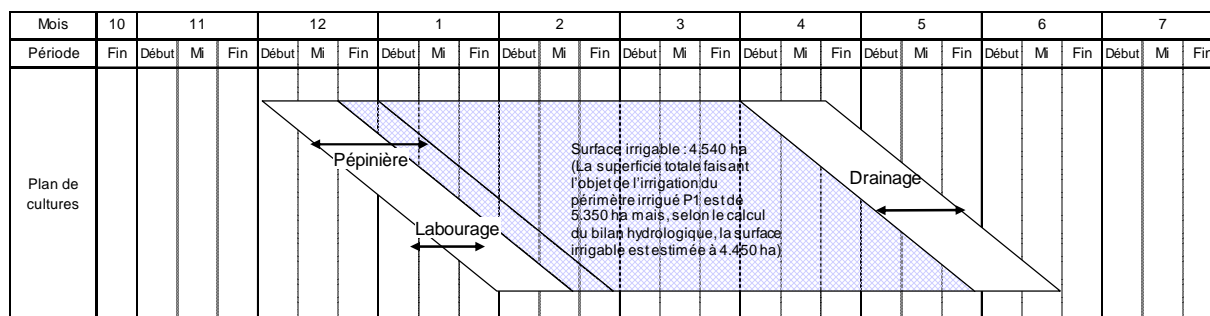 Mois 10 11 12 1 2 3 4 5 6 7
Période Fin Début Mi Fin Début Mi Fin Début Mi Fin Début Mi Fin Début Mi Fin Début Mi Fin Début Mi Fin Début Mi Fin Début Mi Fin
Plan de
cultures
Pépinière
Labourage
Surface irrigable : 4.540 ha
(La superficie totale faisant
l'objet de l'irrigation du
périmètre irrigué P1 est de
5.350 ha mais, selon le calcul
du bilan hydrologique, la surface
irrigable est estimée à 4.450 ha)
Drainage